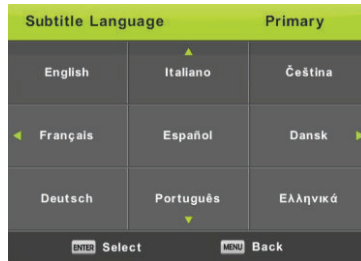 Subtitle Language Primary
English Italiano Čeština
Français Español Dansk
Deutsch Português Ελληνικά
ENTER Select MENU Back